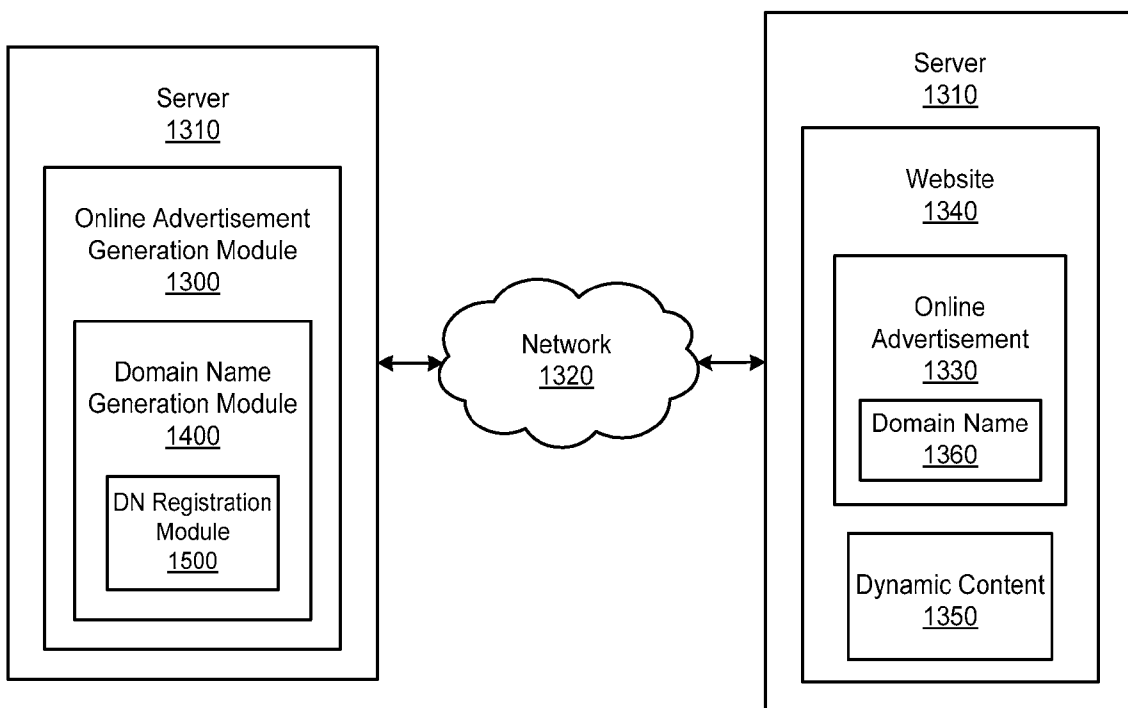 Server
1310
Online Advertisement
Generation Module
1300
Domain Name
Generation Module
1400
DN Registration
Module
1500
Network
1320
Server
1310
Website
1340
Online
Advertisement
1330
Domain Name
1360
Dynamic Content
1350